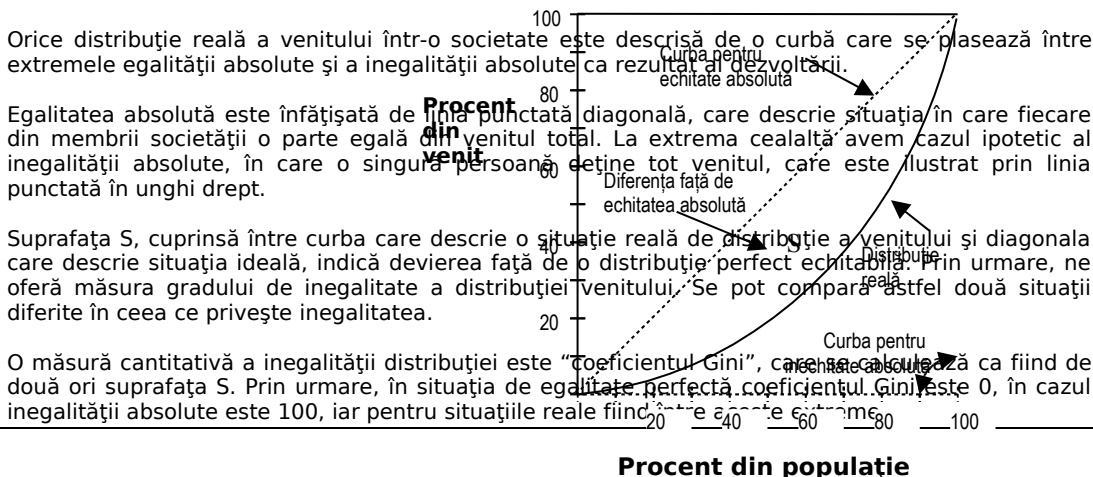 Orice distribuţie reală a venitului într-o societate este descrisă de o curbă care se plasează între
extremele egalităţii absolute şi a inegalităţii absolute ca rezultat al dezvoltării.
Egalitatea absolută este înfăţişată de linia punctată diagonală, care descrie situaţia în care fiecare
din membrii societăţii o parte egală din venitul total. La extrema cealaltă avem cazul ipotetic al
inegalităţii absolute, în care o singură persoană deţine tot venitul, care este ilustrat prin linia
punctată în unghi drept.
Suprafaţa S, cuprinsă între curba care descrie o situaţie reală de distribuţie a venitului şi diagonala
care descrie situaţia ideală, indică devierea faţă de o distribuţie perfect echitabilă. Prin urmare, ne
oferă măsura gradului de inegalitate a distribuţiei venitului. Se pot compara astfel două situaţii
diferite în ceea ce priveşte inegalitatea.
O măsură cantitativă a inegalităţii distribuţiei este “coeficientul Gini”, care se calculează ca fiind de
două ori suprafaţa S. Prin urmare, în situaţia de egalitate perfectă coeficientul Gini este 0, în cazul
inegalităţii absolute este 100, iar pentru situaţiile reale fiind între aceste extreme
100
80
60
40
20
Procent
din
venit
Curba pentru
echitate absolută
Diferenţa faţă de
echitatea absolută
S
Distribuţie
reală
Curba pentru
inechitate absolută
20 40 60 80 100
Procent din populaţie